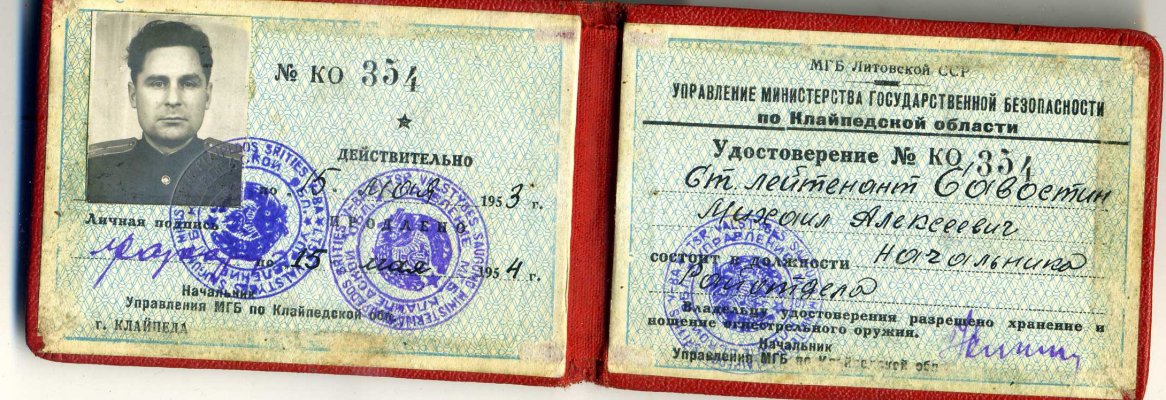 № КО 354
ДЕЙСТВИТЕЛЬНО
по 15. мая 1953 г.
Личная подпись ПРОДЛЕНО
по 15 мая 1954 г.
Начальник
Управления МГБ по Клайпедской обл.
г. КЛАЙПЕДА
МГБ Литовской ССР
УПРАВЛЕНИЕ МИНИСТЕРСТВА ГОСУДАРСТВЕННОЙ БЕЗОПАСНОСТИ
по Клайпедской области
Удостоверение № КО 354
Ст. лейтенант Савостин
Михаил Алексеевич
состоит в должности Начальника
Райотдела
Владельцу удостоверения разрешено хранение и
ношение огнестрельного оружия.
Начальник
Управления МГБ по Клайпедской обл